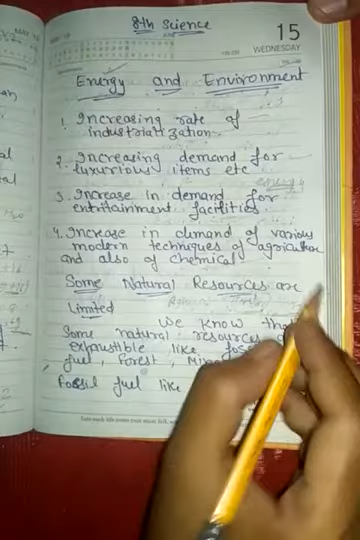 8th Science
15
WEDNESDAY
Energy and Environment
1. Increasing rate of
industrialization.
2. Increasing demand for
luxurious items etc
energy
3. Increase in demand for
entritainment facilities.
4. Increase in demand of various
modern techniques of agriculture
and also of chemical
Some Natural Resources are
Limited
We know that
Some natural resources
exhaustible like fossil
fuel, Forest,
Fossil fuel like